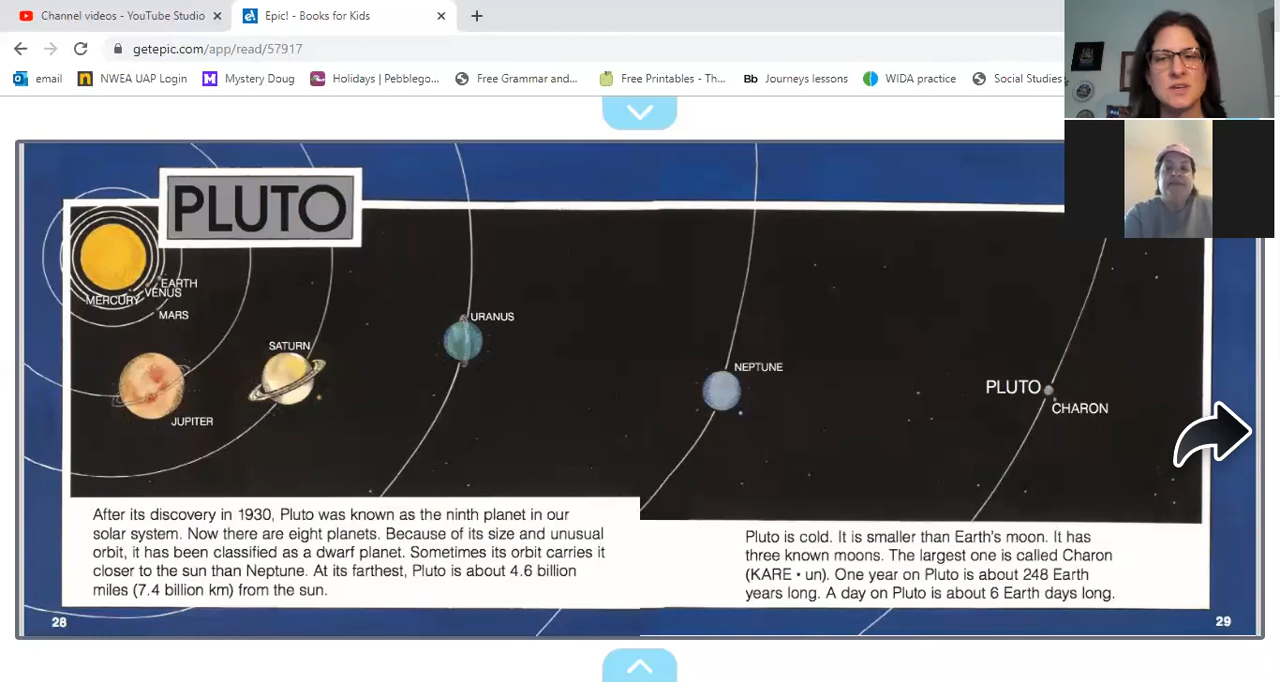 Channel videos - YouTube Studio
Epic! - Books for Kids
getepic.com/app/read/57917
email
NWEA UAP Login
Mystery Doug
Holidays | Pebblego...
Free Grammar and...
Free Printables - Th...
Bb Journeys lessons
WIDA practice
Social Studies
PLUTO
EARTH
VENUS
MERCURY
MARS
JUPITER
SATURN
URANUS
NEPTUNE
PLUTO
CHARON
After its discovery in 1930, Pluto was known as the ninth planet in our
solar system. Now there are eight planets. Because of its size and unusual
orbit, it has been classified as a dwarf planet. Sometimes its orbit carries it
closer to the sun than Neptune. At its farthest, Pluto is about 4.6 billion
miles (7.4 billion km) from the sun.
28
Pluto is cold. It is smaller than Earth's moon. It has
three known moons. The largest one is called Charon
(KARE • un). One year on Pluto is about 248 Earth
years long. A day on Pluto is about 6 Earth days long.
29